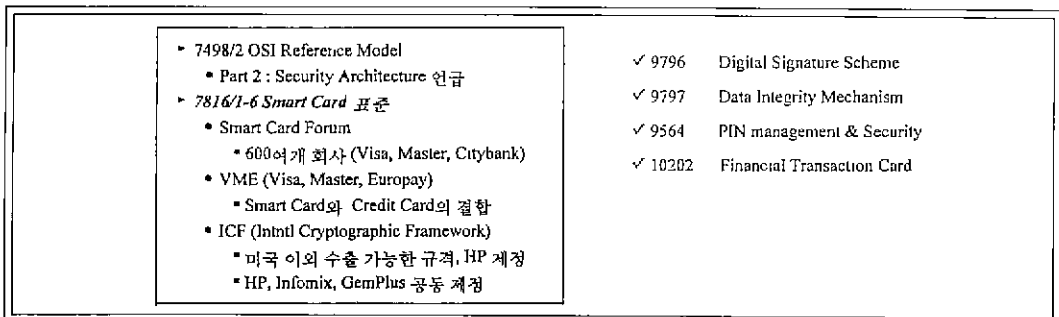 ► 7498/2 OSI Reference Model
• Part 2 : Security Architecture 언급
► 7816/1-6 Smart Card 표준
• Smart Card Forum
▪ 600여개 회사 (Visa, Master, Citybank)
• VME (Visa, Master, Europay)
▪ Smart Card와 Credit Card의 결합
• ICF (Intntl Cryptographic Framework)
▪ 미국 이외 수출 가능한 규격, HP 제정
▪ HP, Infomix, GemPlus 공동 제정
✓ 9796 Digital Signature Scheme
✓ 9797 Data Integrity Mechanism
✓ 9564 PIN management & Security
✓ 10202 Financial Transaction Card